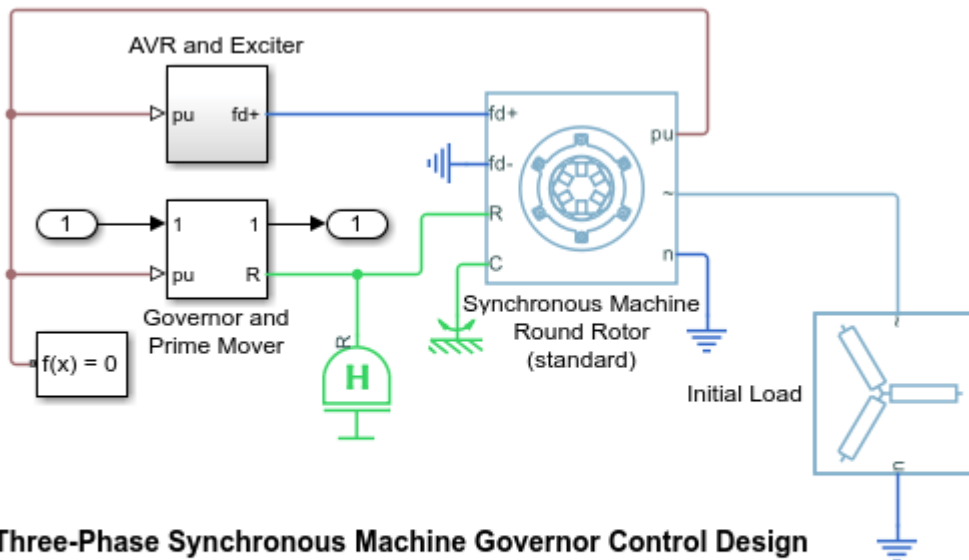 AVR and Exciter
pu
fd+
fd+
pu
fd-
~
1
1
1
1
R
pu
R
C
n
Governor and
Prime Mover
Synchronous Machine
Round Rotor
(standard)
R
~
f(x) = 0
H
Initial Load
n
Three-Phase Synchronous Machine Governor Control Design